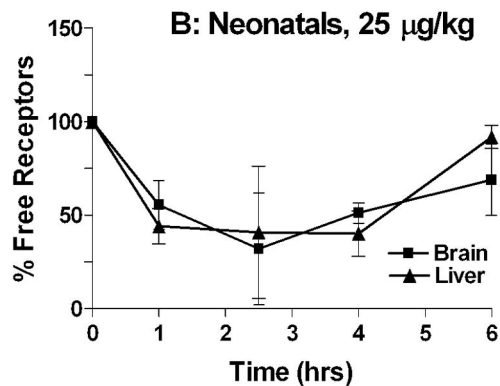 B: Neonatals, 25 μg/kg
150
100
50
0
% Free Receptors
Brain
Liver
0 1 2 3 4 5 6
Time (hrs)